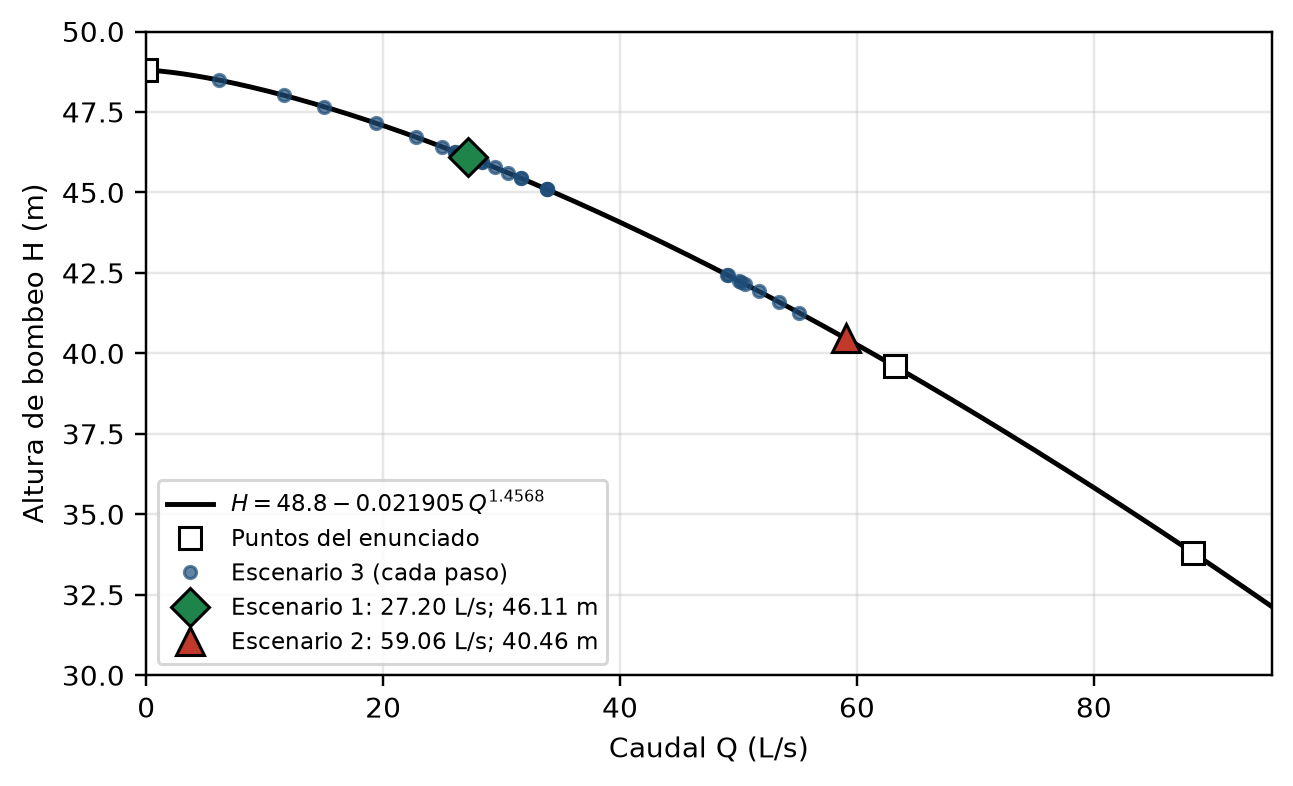 50.0
47.5
45.0
42.5
40.0
37.5
35.0
32.5
30.0
Altura de bombeo H (m)
H = 48.8 − 0.021905 Q^1.4568
Puntos del enunciado
Escenario 3 (cada paso)
Escenario 1: 27.20 L/s; 46.11 m
Escenario 2: 59.06 L/s; 40.46 m
0 20 40 60 80
Caudal Q (L/s)